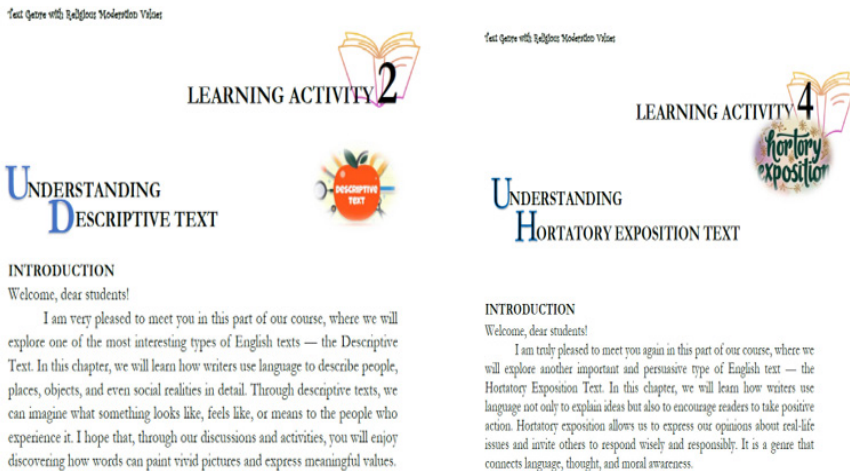 Text Genre with Religious Moderation Values
LEARNING ACTIVITY 2
DESCRIPTIVE
TEXT
UNDERSTANDING
DESCRIPTIVE TEXT
INTRODUCTION
Welcome, dear students!
I am very pleased to meet you in this part of our course, where we will
explore one of the most interesting types of English texts — the Descriptive
Text. In this chapter, we will learn how writers use language to describe people,
places, objects, and even social realities in detail. Through descriptive texts, we
can imagine what something looks like, feels like, or means to the people who
experience it. I hope that, through our discussions and activities, you will enjoy
discovering how words can paint vivid pictures and express meaningful values.
Text Genre with Religious Moderation Values
LEARNING ACTIVITY 4
hortory
exposition
UNDERSTANDING
HORTATORY EXPOSITION TEXT
INTRODUCTION
Welcome, dear students!
I am truly pleased to meet you again in this part of our course, where we
will explore another important and persuasive type of English text — the
Hortatory Exposition Text. In this chapter, we will learn how writers use
language not only to explain ideas but also to encourage readers to take positive
action. Hortatory exposition allows us to express our opinions about real-life
issues and invite others to respond wisely and responsibly. It is a genre that
connects language, thought, and moral awareness.